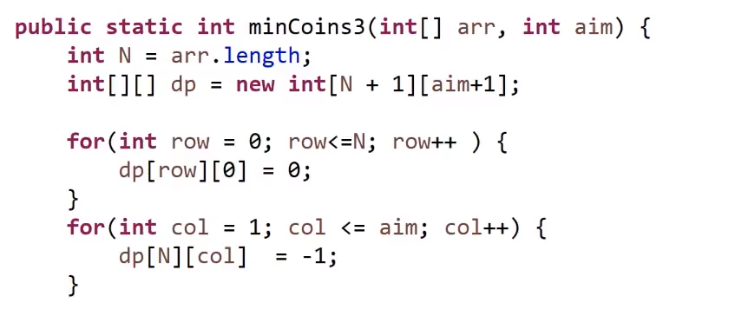 public static int minCoins3(int[] arr, int aim) {
    int N = arr.length;
    int[][] dp = new int[N + 1][aim+1];

    for(int row = 0; row<=N; row++ ) {
        dp[row][0] = 0;
    }
    for(int col = 1; col <= aim; col++) {
        dp[N][col]  = -1;
    }